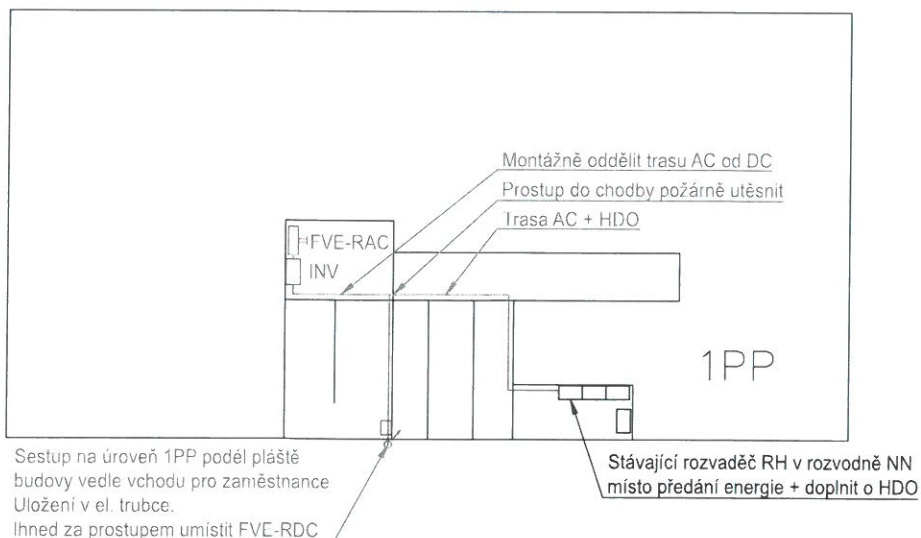 Montážně oddělit trasu AC od DC
Prostup do chodby požárně utěsnit
Trasa AC + HDO
FVE-RAC
INV
1PP
Sestup na úroveň 1PP podél pláště
budovy vedle vchodu pro zaměstnance
Uložení v el. trubce.
Ihned za prostupem umístit FVE-RDC
Stávající rozvaděč RH v rozvodně NN
místo předání energie + doplnit o HDO